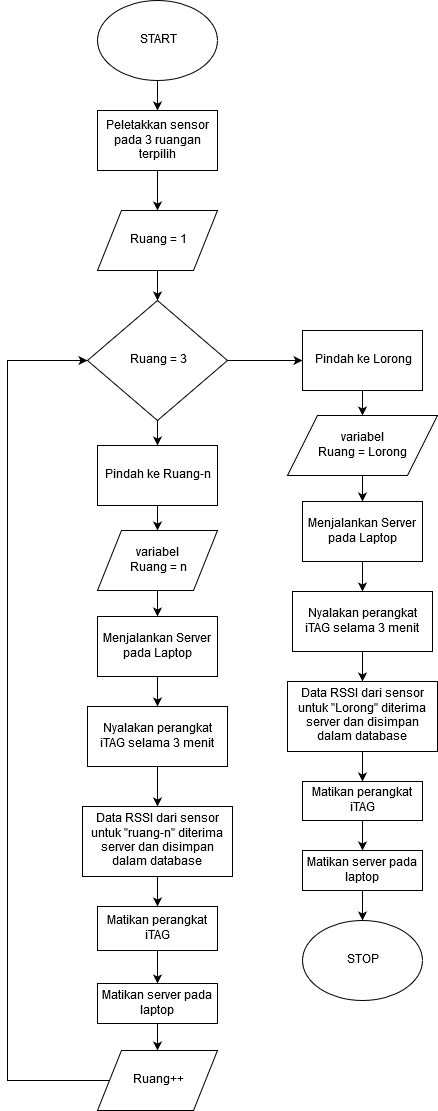 START
Peletakkan sensor
pada 3 ruangan
terpilih
Ruang = 1
Ruang = 3
Pindah ke Ruang-n
variabel
Ruang = n
Menjalankan Server
pada Laptop
Nyalakan perangkat
iTAG selama 3 menit
Data RSSI dari sensor
untuk "ruang-n" diterima
server dan disimpan
dalam database
Matikan perangkat
iTAG
Matikan server pada
laptop
Ruang++
Pindah ke Lorong
variabel
Ruang = Lorong
Menjalankan Server
pada Laptop
Nyalakan perangkat
iTAG selama 3 menit
Data RSSI dari sensor
untuk "Lorong" diterima
server dan disimpan
dalam database
Matikan perangkat
iTAG
Matikan server pada
laptop
STOP